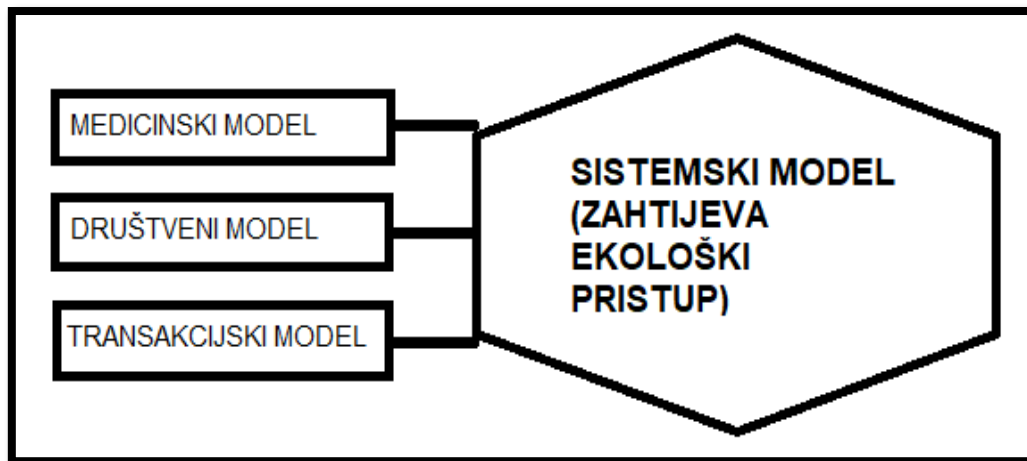 MEDICINSKI MODEL
DRUŠTVENI MODEL
TRANSAKCIJSKI MODEL
SISTEMSKI MODEL
(ZAHTIJEVA
EKOLOŠKI
PRISTUP)